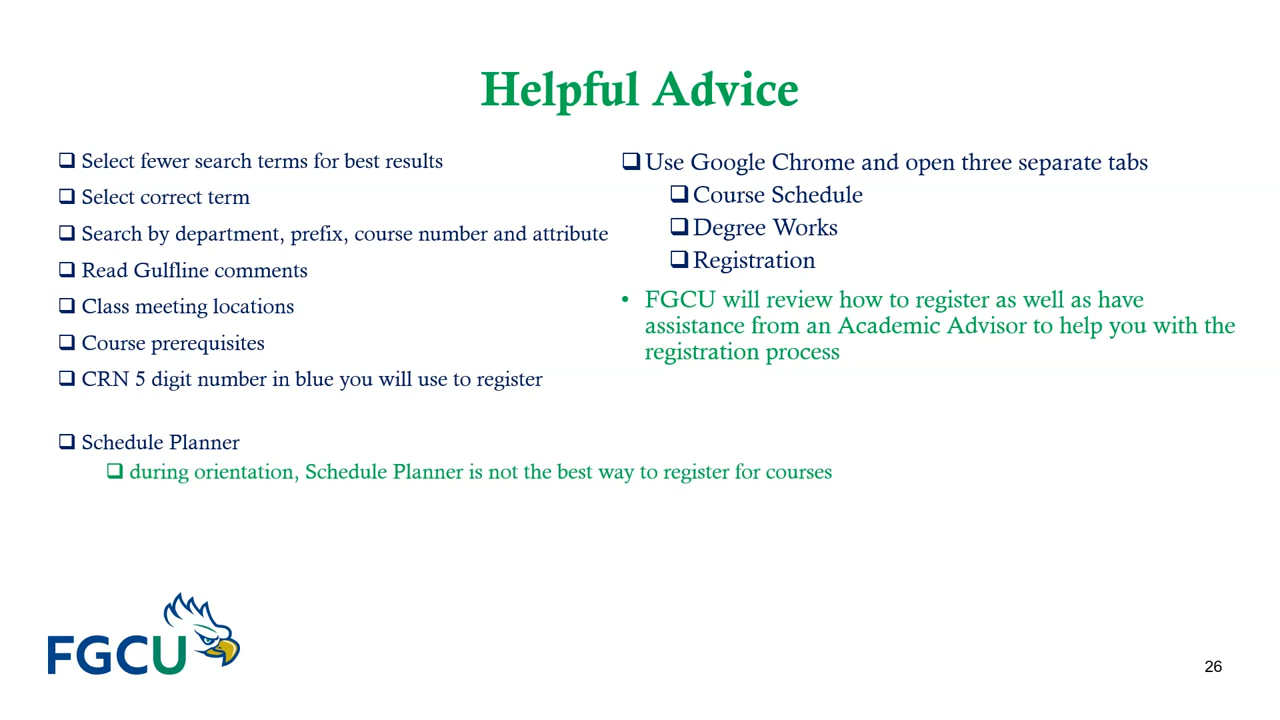 Helpful Advice
Select fewer search terms for best results
Select correct term
Search by department, prefix, course number and attribute
Read Gulfline comments
Class meeting locations
Course prerequisites
CRN 5 digit number in blue you will use to register
Schedule Planner
during orientation, Schedule Planner is not the best way to register for courses
Use Google Chrome and open three separate tabs
Course Schedule
Degree Works
Registration
• FGCU will review how to register as well as have
assistance from an Academic Advisor to help you with the
registration process
FGCU
26